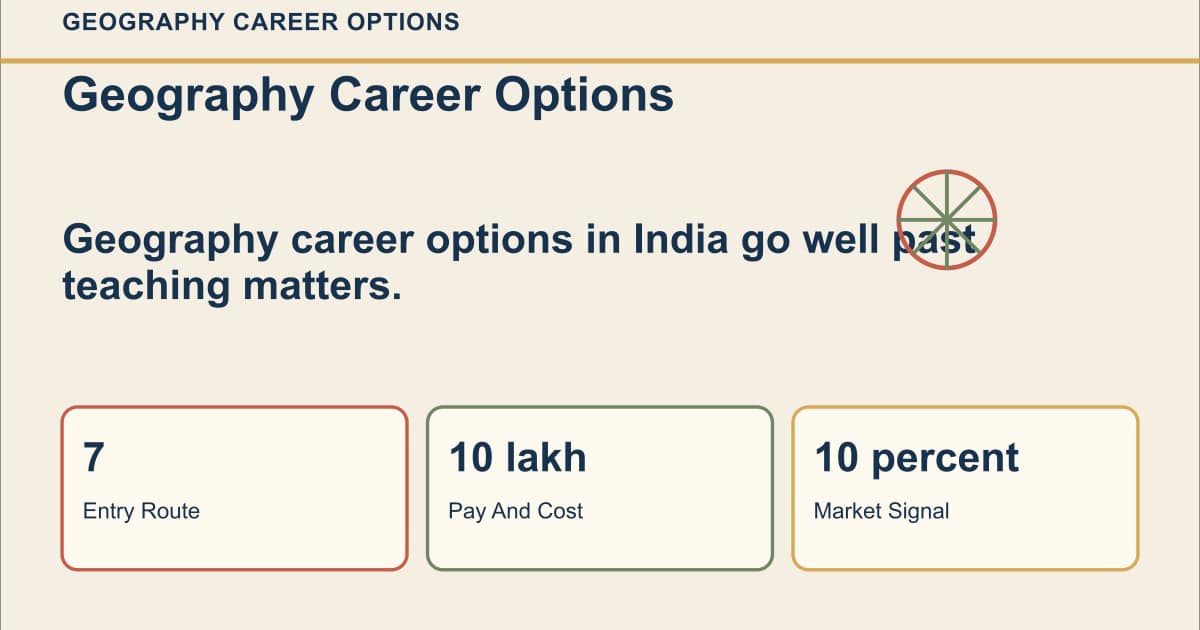 GEOGRAPHY CAREER OPTIONS
Geography Career Options
Geography career options in India go well past
teaching matters.
7
Entry Route
10 lakh
Pay And Cost
10 percent
Market Signal